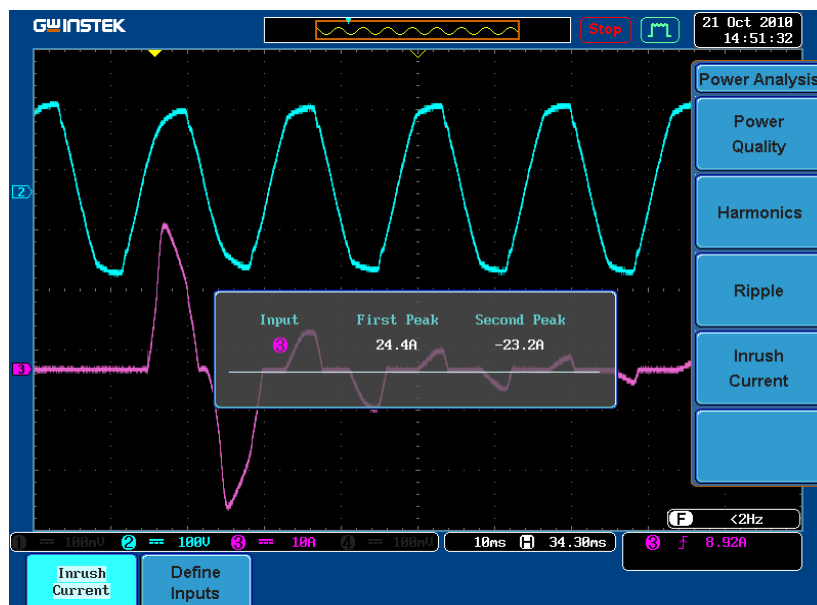 GWINSTEK
Stop
21 Oct 2010
14:51:32
Power Analysis
Power
Quality
Harmonics
Ripple
Inrush
Current
2
3
Input First Peak Second Peak
3 24.4A -23.2A
F <2Hz
1 == 100mV 2 == 100V 3 == 10A 4 == 100mV 10ms H 34.30ms 3 8.92A
Inrush
Current
Define
Inputs